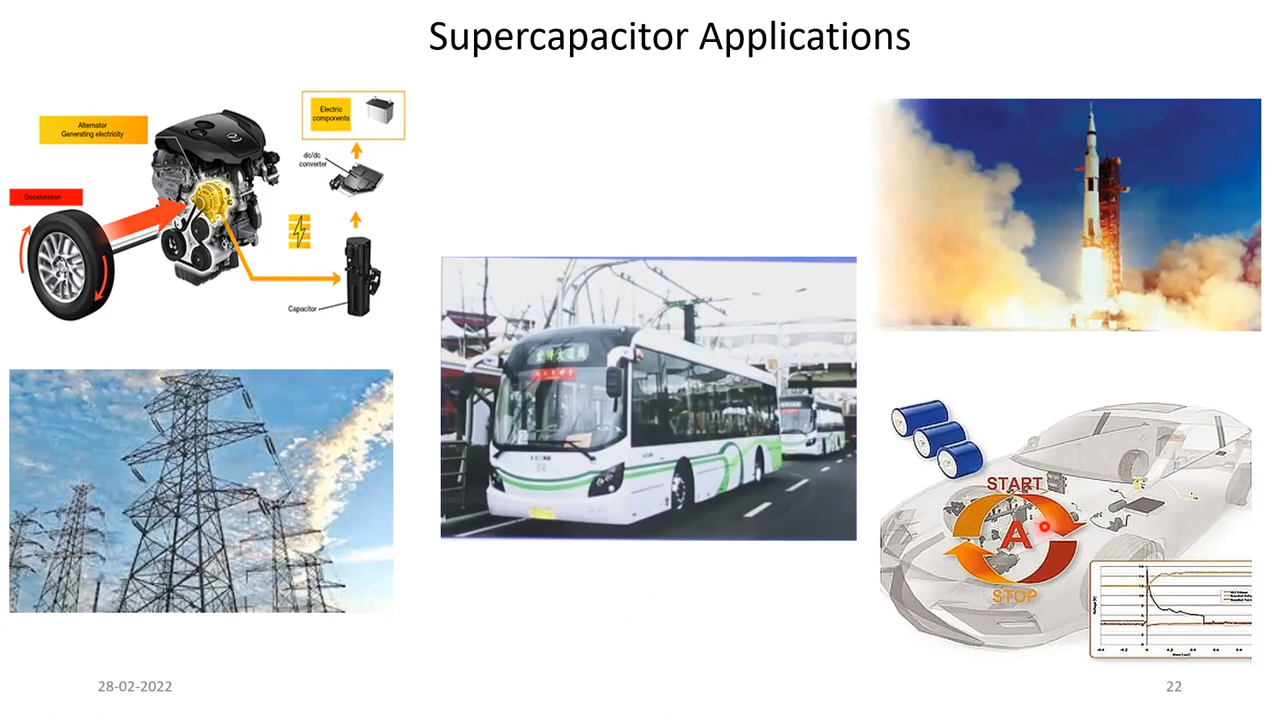 Supercapacitor Applications
Alternator
Generating electricity
Electric
components
dc/dc
converter
Deceleration
Capacitor
START
A
STOP
28-02-2022
22